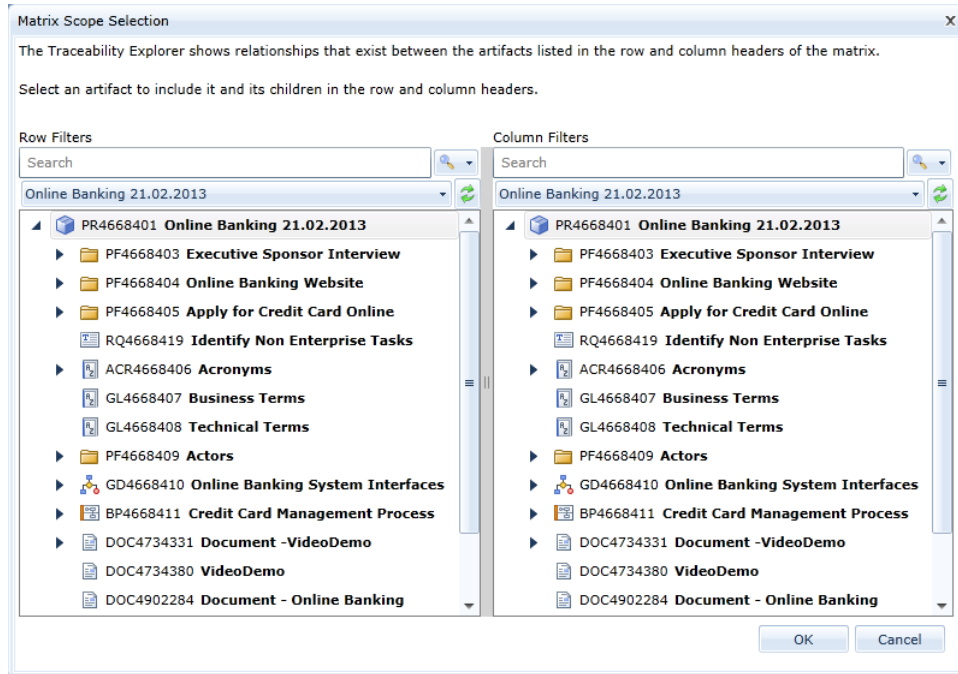 Matrix Scope Selection
X
The Traceability Explorer shows relationships that exist between the artifacts listed in the row and column headers of the matrix.
Select an artifact to include it and its children in the row and column headers.
Row Filters
Search
Online Banking 21.02.2013
PR4668401 Online Banking 21.02.2013
PF4668403 Executive Sponsor Interview
PF4668404 Online Banking Website
PF4668405 Apply for Credit Card Online
RQ4668419 Identify Non Enterprise Tasks
ACR4668406 Acronyms
GL4668407 Business Terms
GL4668408 Technical Terms
PF4668409 Actors
GD4668410 Online Banking System Interfaces
BP4668411 Credit Card Management Process
DOC4734331 Document -VideoDemo
DOC4734380 VideoDemo
DOC4902284 Document - Online Banking
Column Filters
Search
Online Banking 21.02.2013
PR4668401 Online Banking 21.02.2013
PF4668403 Executive Sponsor Interview
PF4668404 Online Banking Website
PF4668405 Apply for Credit Card Online
RQ4668419 Identify Non Enterprise Tasks
ACR4668406 Acronyms
GL4668407 Business Terms
GL4668408 Technical Terms
PF4668409 Actors
GD4668410 Online Banking System Interfaces
BP4668411 Credit Card Management Process
DOC4734331 Document -VideoDemo
DOC4734380 VideoDemo
DOC4902284 Document - Online Banking
OK
Cancel